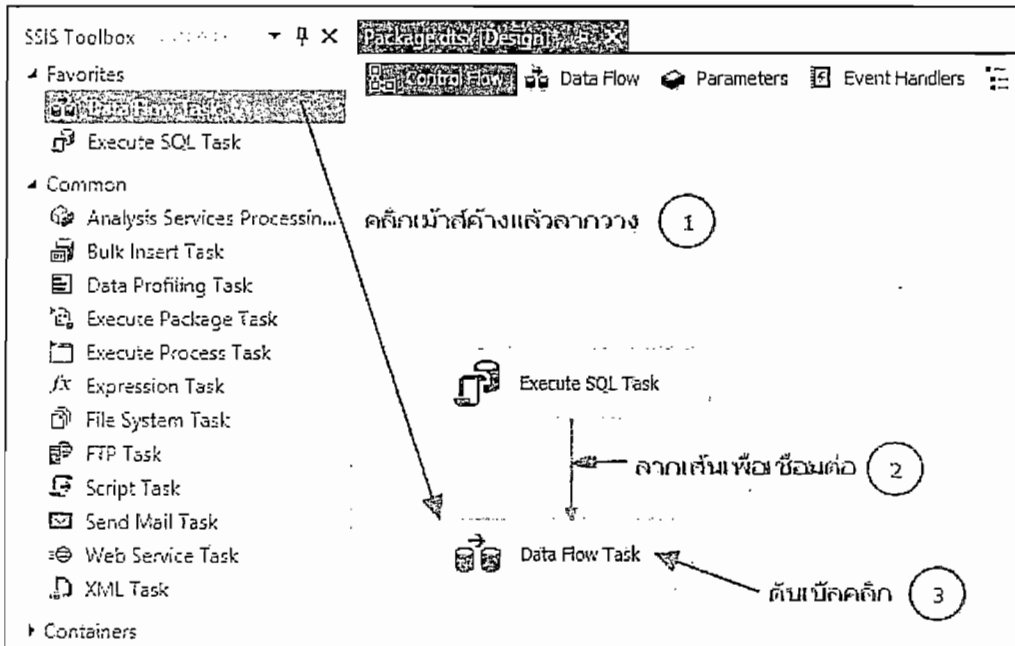 SSIS Toolbox
Package.dtsx [Design]
Favorites
Control Flow
Data Flow
Parameters
Event Handlers
Data Flow Task
Execute SQL Task
Common
Analysis Services Processin...
คลิกเม้าส์ค้างแล้วลากวาง 1
Bulk Insert Task
Data Profiling Task
Execute Package Task
Execute Process Task
Expression Task
File System Task
FTP Task
Script Task
Send Mail Task
Web Service Task
XML Task
Containers
Execute SQL Task
ลากเส้นเพื่อเชื่อมต่อ 2
Data Flow Task
ดับเบิลคลิก 3